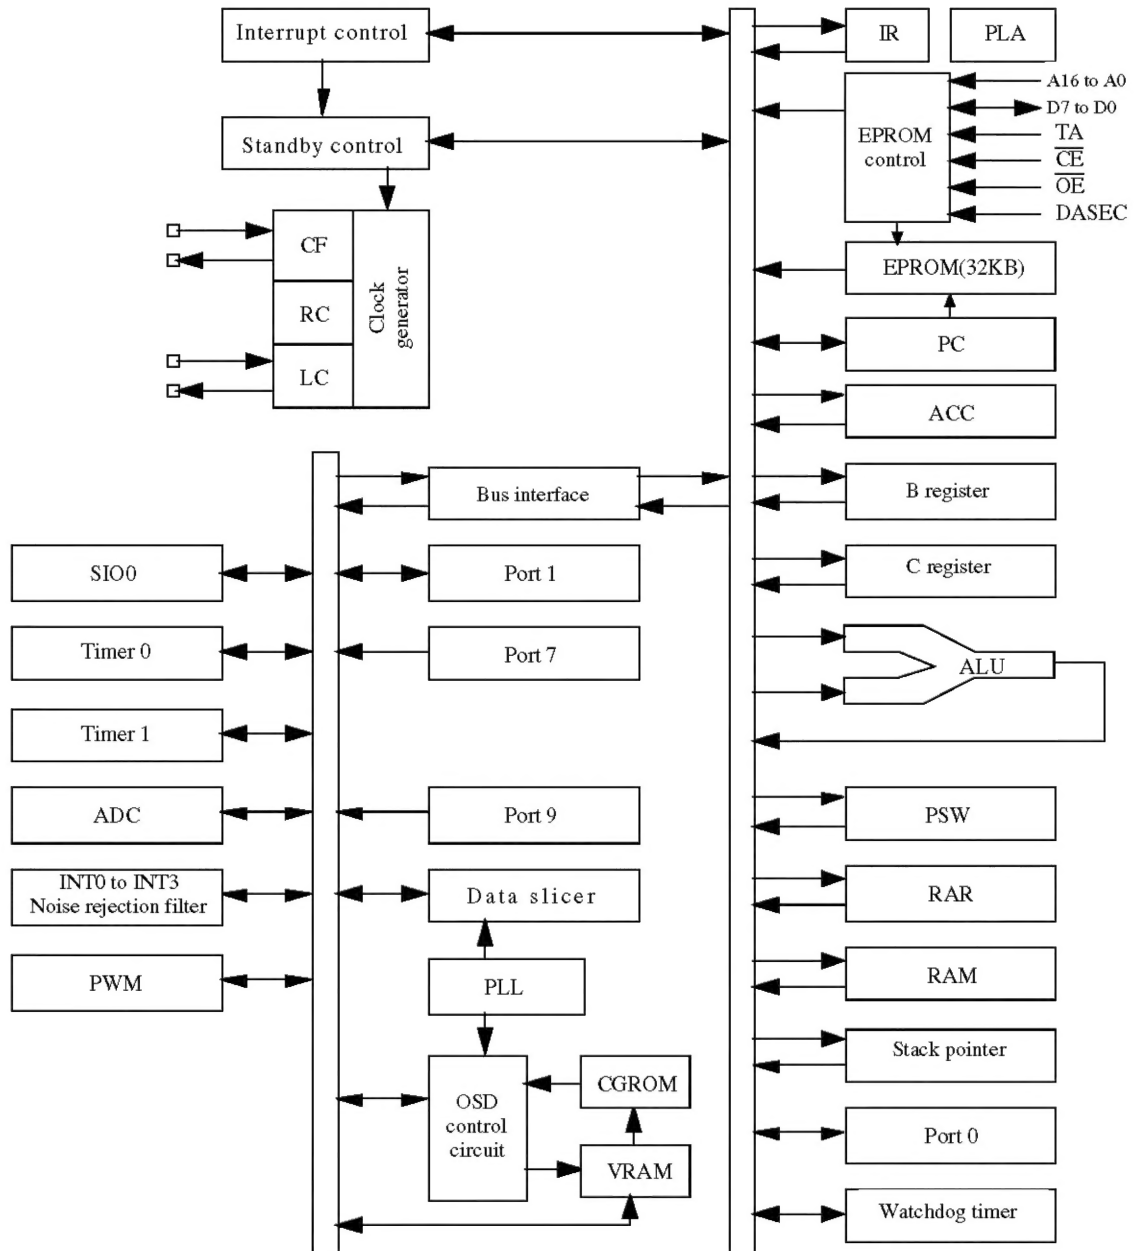 Interrupt control
IR
PLA
A16 to A0
D7 to D0
TA
CE
OE
DASEC
EPROM
control
Standby control
CF
RC
LC
Clock
generator
EPROM(32KB)
PC
ACC
Bus interface
B register
SIO0
Port 1
C register
Timer 0
Port 7
ALU
Timer 1
ADC
Port 9
PSW
INT0 to INT3
Noise rejection filter
Data slicer
RAR
PWM
PLL
RAM
Stack pointer
OSD
control
circuit
CGROM
VRAM
Port 0
Watchdog timer